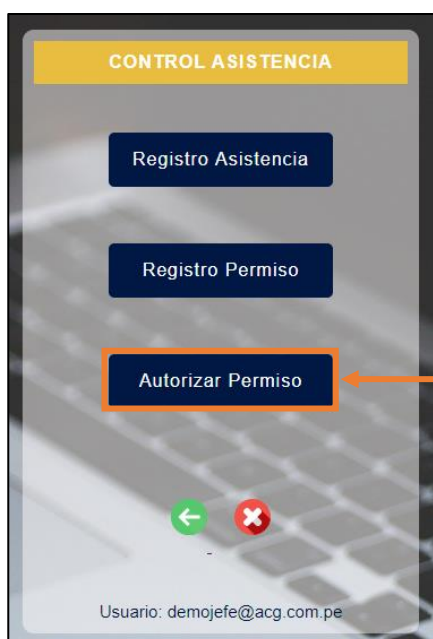 CONTROL ASISTENCIA
Registro Asistencia
Registro Permiso
Autorizar Permiso
-
Usuario: demojefe@acg.com.pe